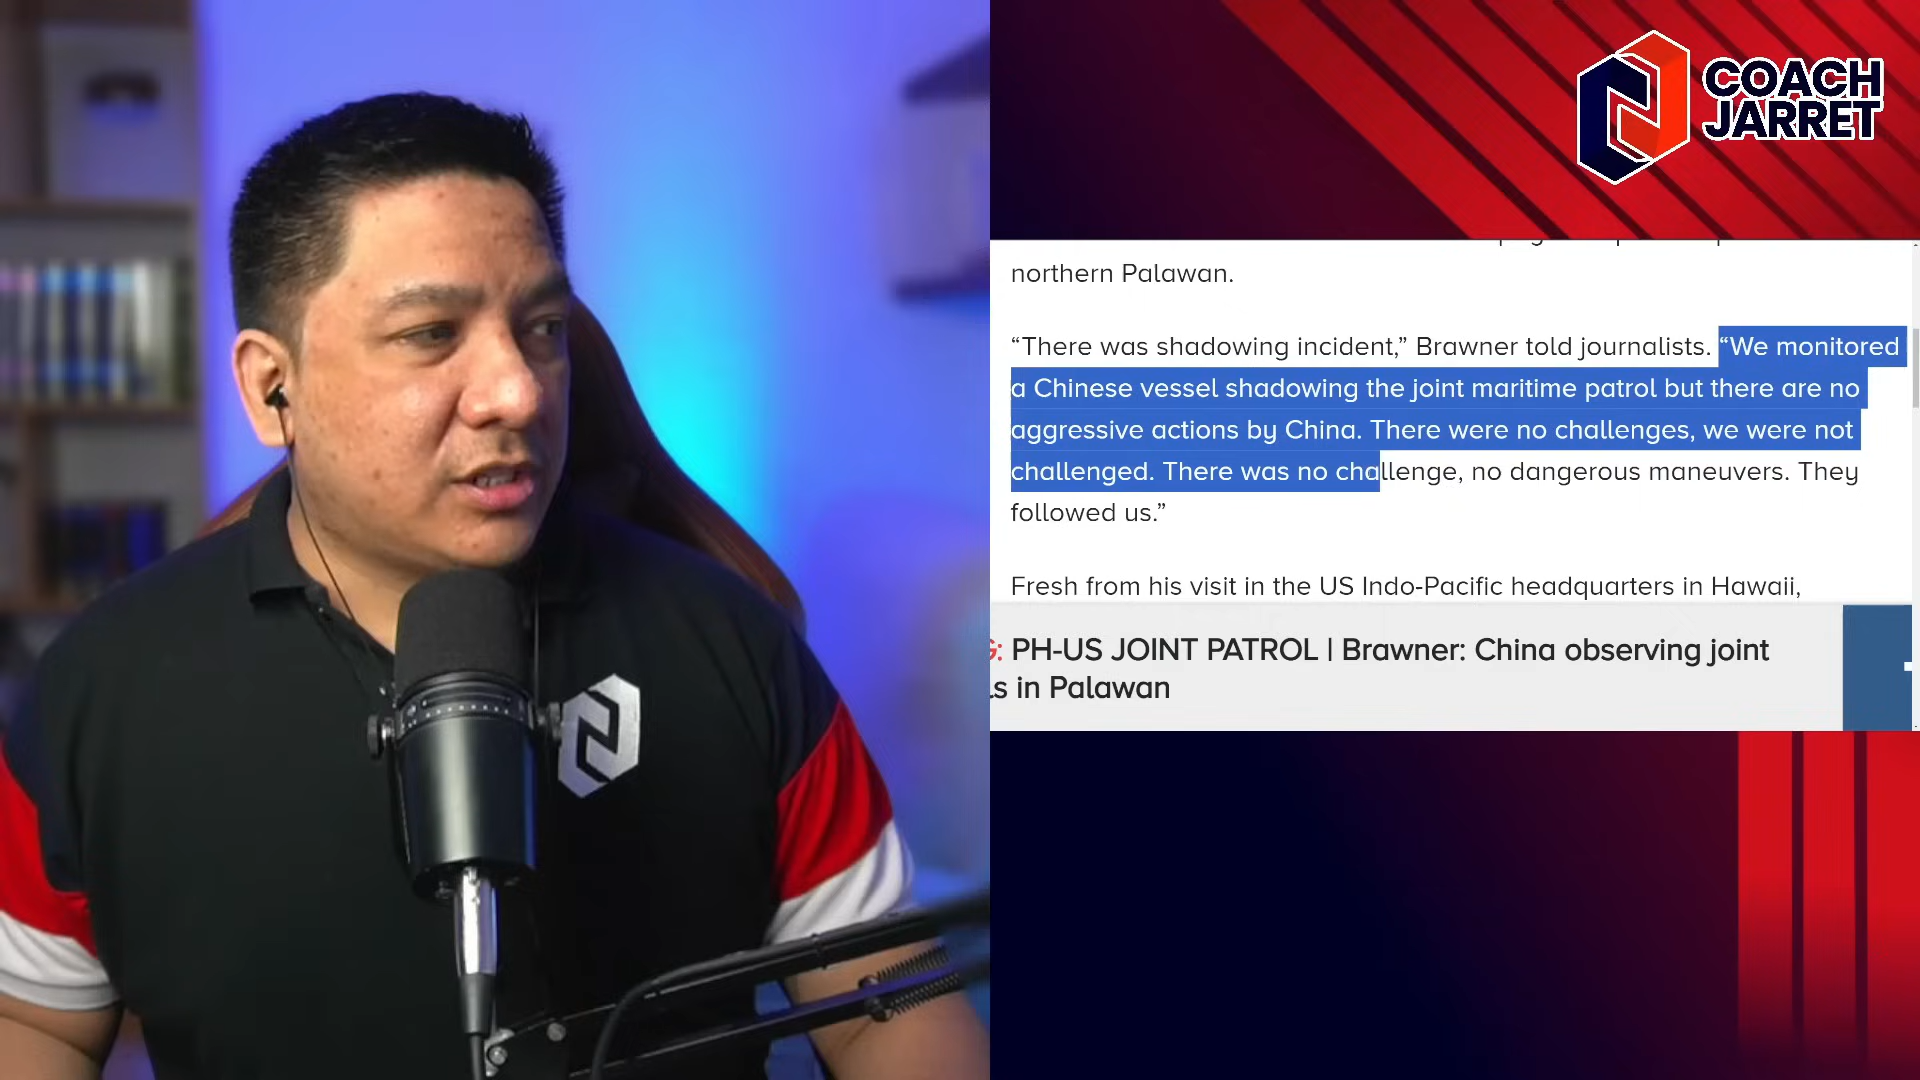 COACH
JARRET
northern Palawan.
“There was shadowing incident,” Brawner told journalists. “We monitored
a Chinese vessel shadowing the joint maritime patrol but there are no
aggressive actions by China. There were no challenges, we were not
challenged. There was no challenge, no dangerous maneuvers. They
followed us.”
Fresh from his visit in the US Indo-Pacific headquarters in Hawaii,
: PH-US JOINT PATROL | Brawner: China observing joint
s in Palawan